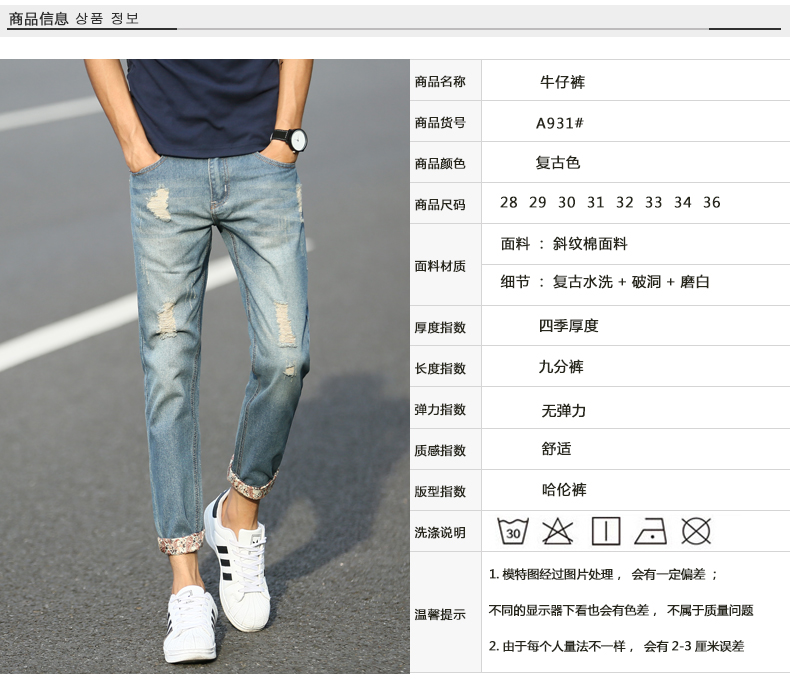 商品信息 상품 정보
商品名称 牛仔裤
商品货号 A931#
商品颜色 复古色
商品尺码 28 29 30 31 32 33 34 36
面料材质
面料 : 斜纹棉面料
细节 : 复古水洗 + 破洞 + 磨白
厚度指数 四季厚度
长度指数 九分裤
弹力指数 无弹力
质感指数 舒适
版型指数 哈伦裤
洗涤说明 30
温馨提示
1. 模特图经过图片处理， 会有一定偏差 ；
不同的显示器下看也会有色差， 不属于质量问题
2. 由于每个人量法不一样， 会有 2-3 厘米误差